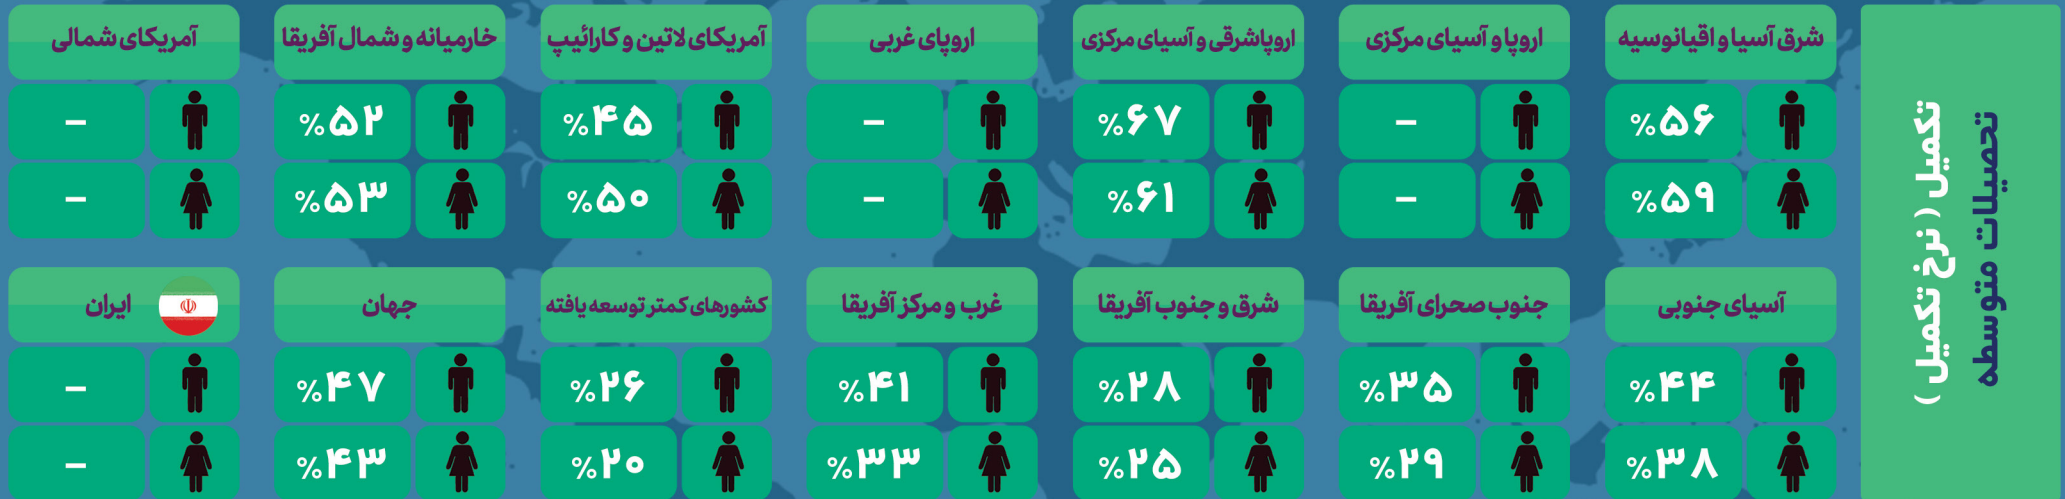 تکمیل ( نرخ تکمیل )
تحصیلات متوسطه
شرق آسیا و اقیانوسیه
%۵۶
%۵۹
اروپا و آسیای مرکزی
–
–
اروپاشرقی و آسیای مرکزی
%۶۷
%۶۱
اروپای غربی
–
–
آمریکای لاتین و کارائیب
%۴۵
%۵۰
خارمیانه و شمال آفریقا
%۵۲
%۵۳
آمریکای شمالی
–
–
آسیای جنوبی
%۴۴
%۳۸
جنوب صحرای آفریقا
%۳۵
%۲۹
شرق و جنوب آفریقا
%۲۸
%۲۵
غرب و مرکز آفریقا
%۴۱
%۳۳
کشورهای کمتر توسعه یافته
%۲۶
%۲۰
جهان
%۴۷
%۴۳
ایران
–
–